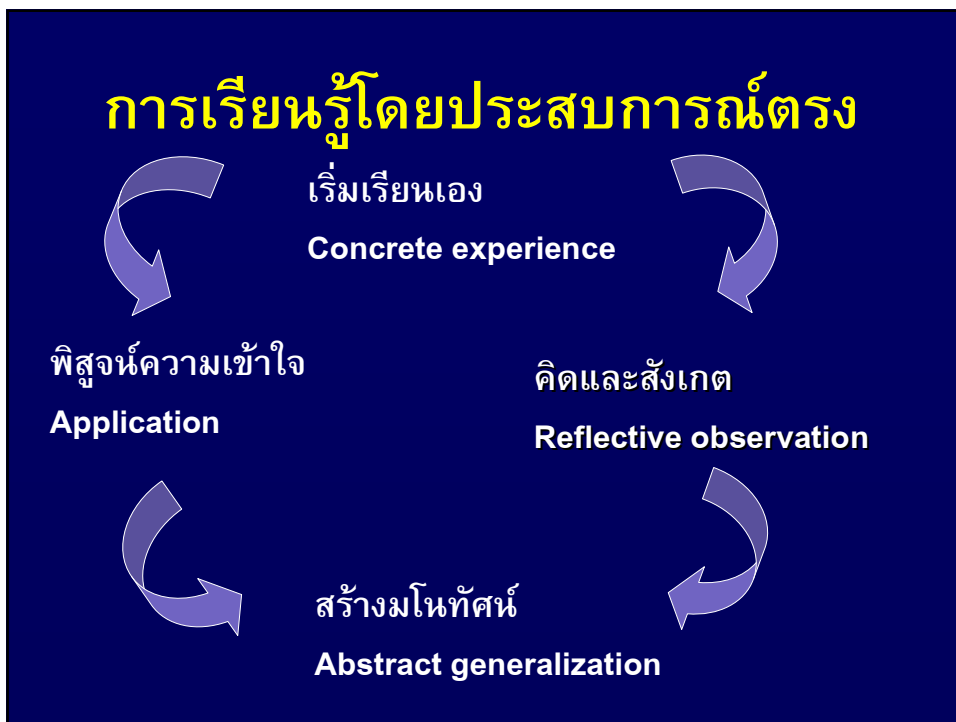 การเรียนรู้โดยประสบการณ์ตรง
เริ่มเรียนเอง
Concrete experience
พิสูจน์ความเข้าใจ
Application
คิดและสังเกต
Reflective observation
สร้างมโนทัศน์
Abstract generalization